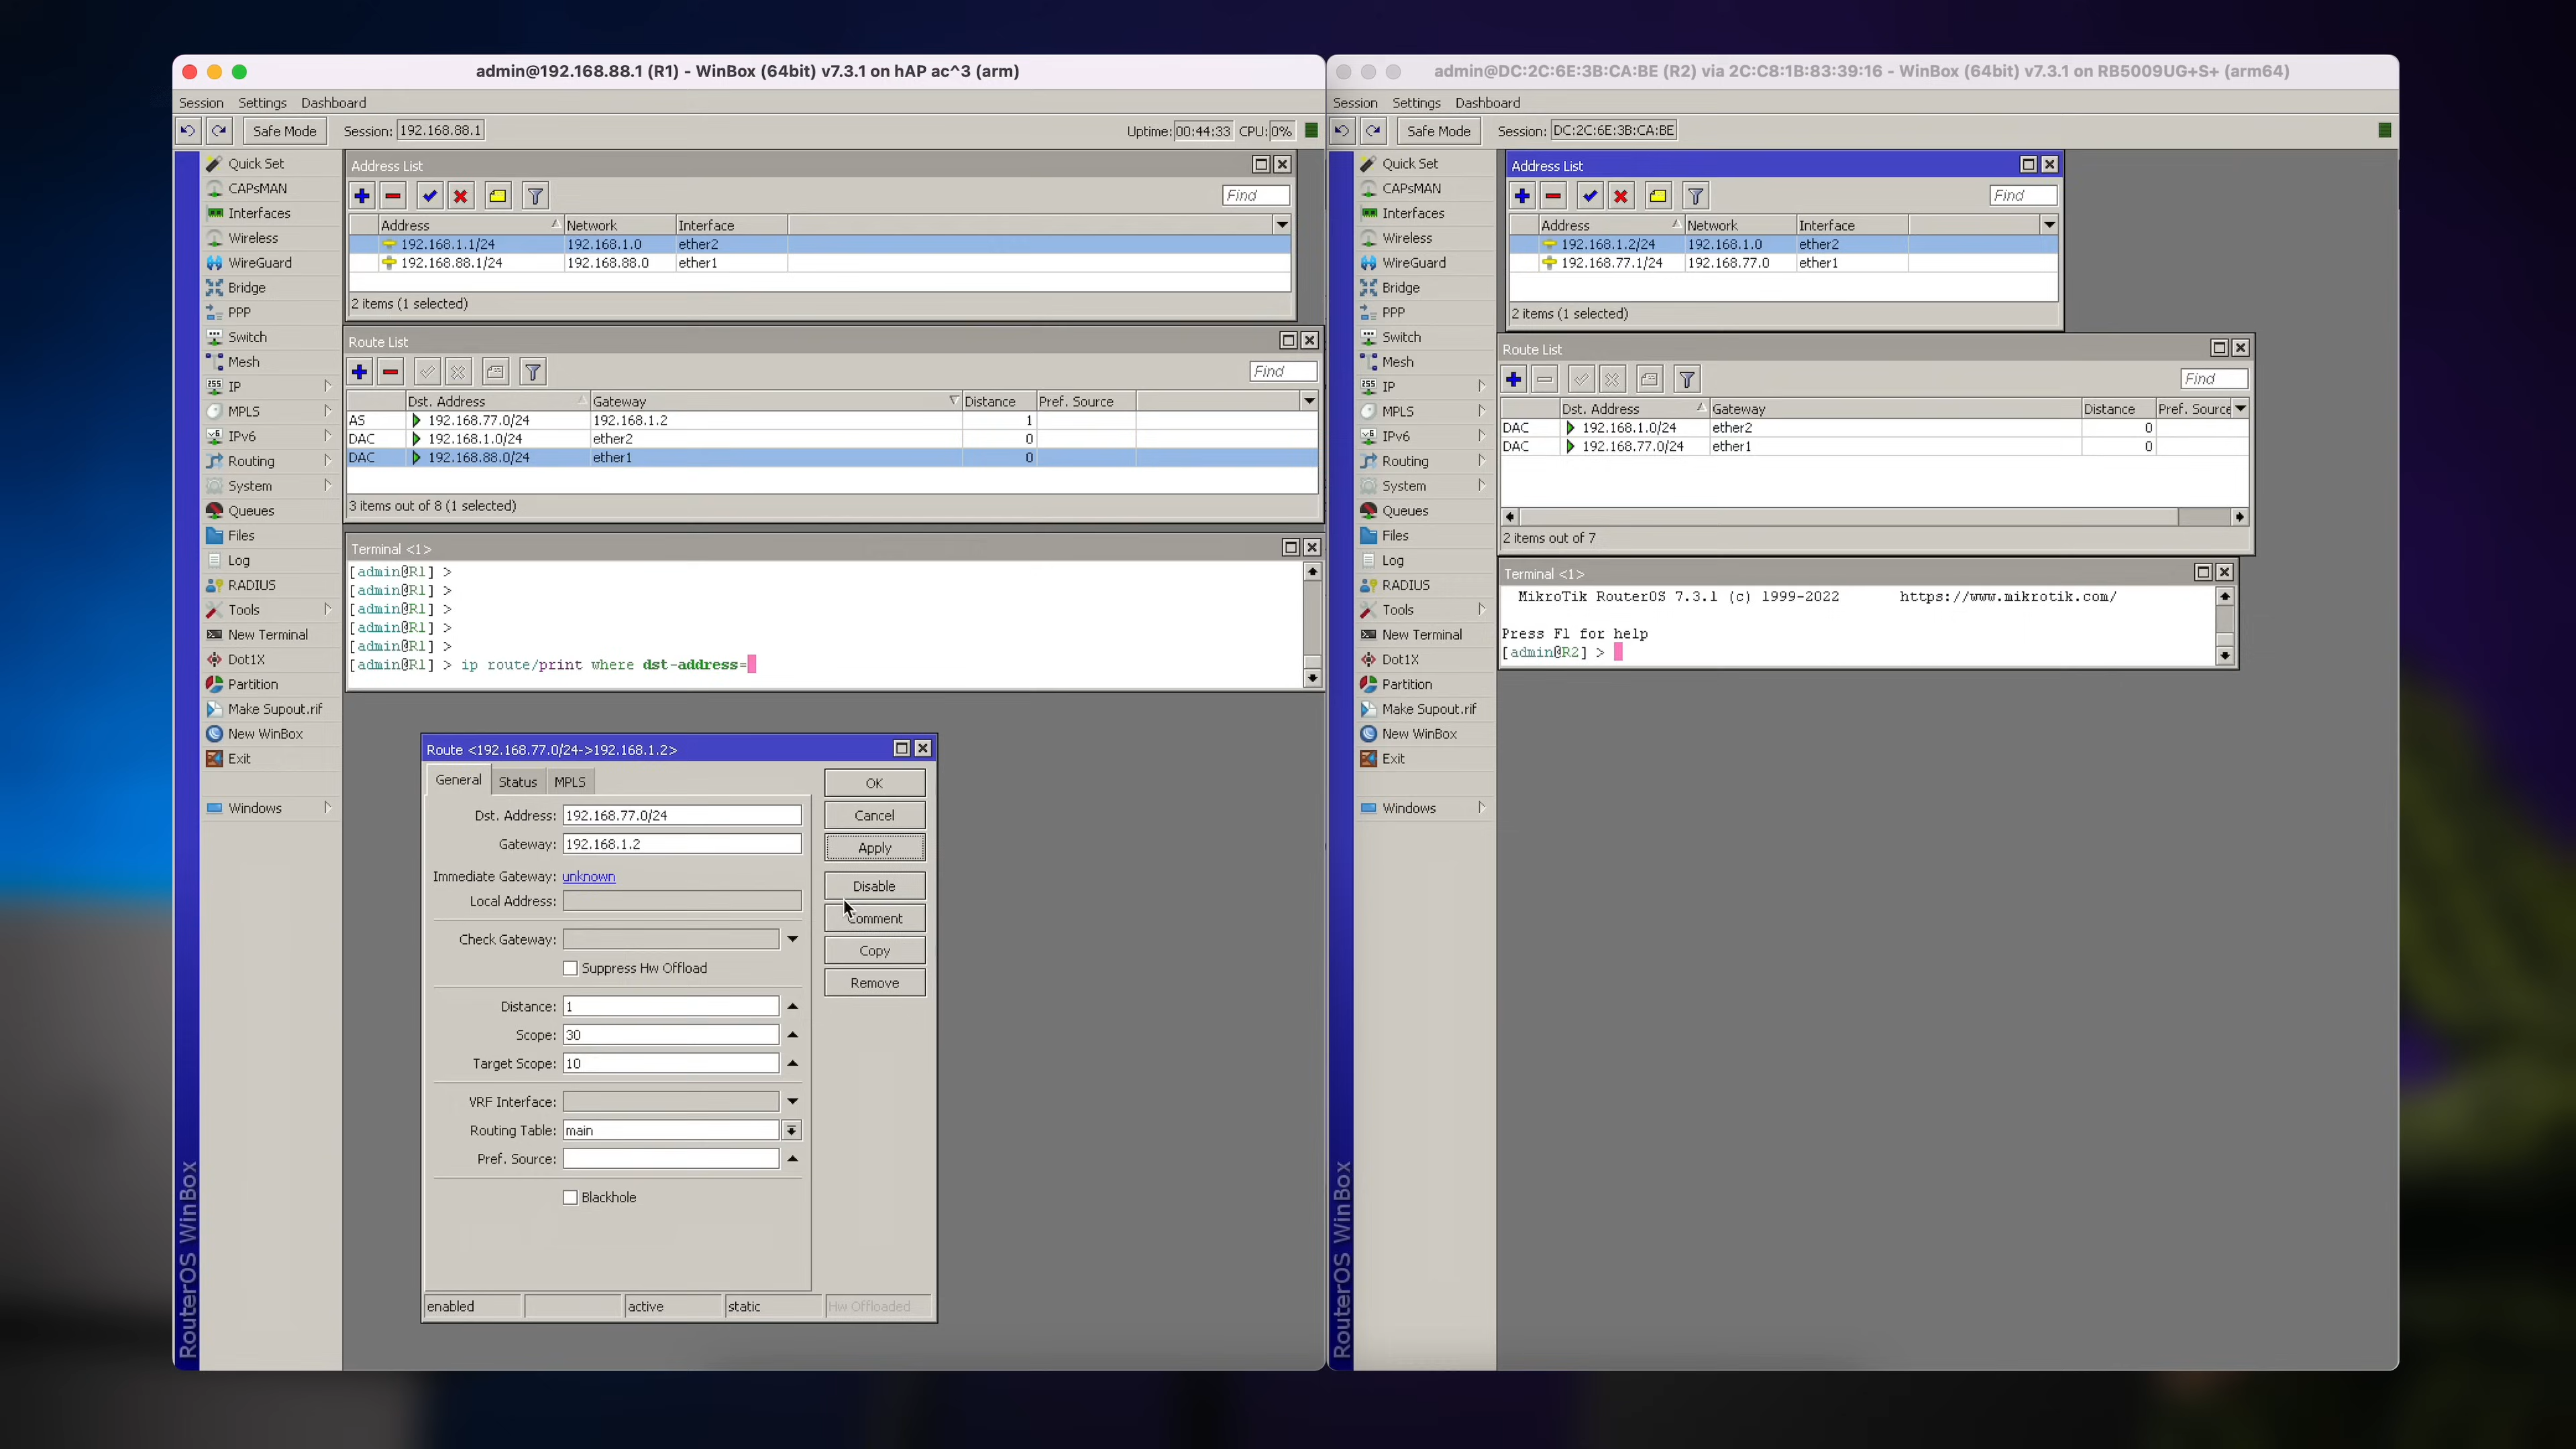 admin@192.168.88.1 (R1) - WinBox (64bit) v7.3.1 on hAP ac^3 (arm)
Session Settings Dashboard
Safe Mode Session: 192.168.88.1 Uptime: 00:44:33 CPU: 0%
Quick Set
CAPsMAN
Interfaces
Wireless
WireGuard
Bridge
PPP
Switch
Mesh
IP
MPLS
IPv6
Routing
System
Queues
Files
Log
RADIUS
Tools
New Terminal
Dot1X
Partition
Make Supout.rif
New WinBox
Exit
Windows
RouterOS WinBox
Address List
Find
Address Network Interface
192.168.1.1/24 192.168.1.0 ether2
192.168.88.1/24 192.168.88.0 ether1
2 items (1 selected)
Route List
Find
Dst. Address Gateway Distance Pref. Source
AS 192.168.77.0/24 192.168.1.2 1
DAC 192.168.1.0/24 ether2 0
DAC 192.168.88.0/24 ether1 0
3 items out of 8 (1 selected)
Terminal <1>
[admin@R1] >
[admin@R1] >
[admin@R1] >
[admin@R1] >
[admin@R1] >
[admin@R1] > ip route/print where dst-address=
Route <192.168.77.0/24->192.168.1.2>
General Status MPLS
Dst. Address: 192.168.77.0/24
Gateway: 192.168.1.2
Immediate Gateway: unknown
Local Address:
Check Gateway:
Suppress Hw Offload
Distance: 1
Scope: 30
Target Scope: 10
VRF Interface:
Routing Table: main
Pref. Source:
Blackhole
OK
Cancel
Apply
Disable
Comment
Copy
Remove
enabled active static Hw Offloaded
admin@DC:2C:6E:3B:CA:BE (R2) via 2C:C8:1B:83:39:16 - WinBox (64bit) v7.3.1 on RB5009UG+S+ (arm64)
Session Settings Dashboard
Safe Mode Session: DC:2C:6E:3B:CA:BE
Quick Set
CAPsMAN
Interfaces
Wireless
WireGuard
Bridge
PPP
Switch
Mesh
IP
MPLS
IPv6
Routing
System
Queues
Files
Log
RADIUS
Tools
New Terminal
Dot1X
Partition
Make Supout.rif
New WinBox
Exit
Windows
RouterOS WinBox
Address List
Find
Address Network Interface
192.168.1.2/24 192.168.1.0 ether2
192.168.77.1/24 192.168.77.0 ether1
2 items (1 selected)
Route List
Find
Dst. Address Gateway Distance Pref. Source
DAC 192.168.1.0/24 ether2 0
DAC 192.168.77.0/24 ether1 0
2 items out of 7
Terminal <1>
MikroTik RouterOS 7.3.1 (c) 1999-2022 https://www.mikrotik.com/
Press F1 for help
[admin@R2] >